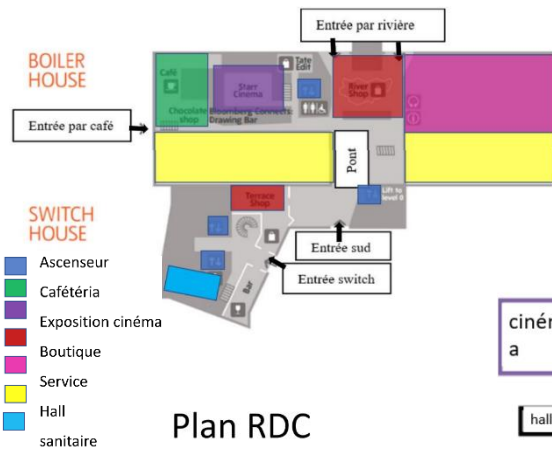 Entrée par rivière
BOILER
HOUSE
Café
Tate
Edit
Starr
Cinema
River
Shop
Chocolate
shop
Bloomberg Connects
Drawing Bar
Entrée par café
Pont
Lift to
level 0
Terrace
Shop
SWITCH
HOUSE
Entrée sud
Entrée switch
Bar
Ascenseur
Cafétéria
Exposition cinéma
Boutique
Service
Hall
sanitaire
Plan RDC
ciném
a
hall